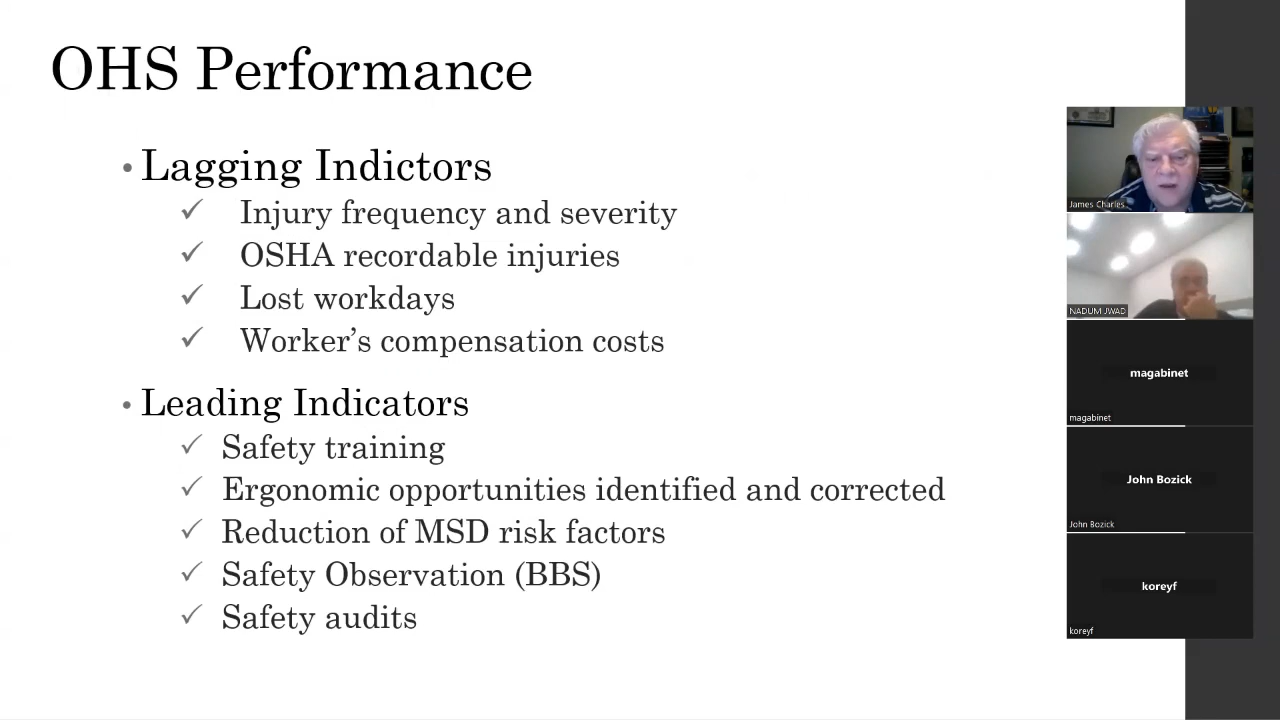 OHS Performance
• Lagging Indictors
✓ Injury frequency and severity
✓ OSHA recordable injuries
✓ Lost workdays
✓ Worker’s compensation costs
• Leading Indicators
✓ Safety training
✓ Ergonomic opportunities identified and corrected
✓ Reduction of MSD risk factors
✓ Safety Observation (BBS)
✓ Safety audits
James Charles
NADUM JWAD
magabinet
magabinet
John Bozick
John Bozick
koreyf
koreyf